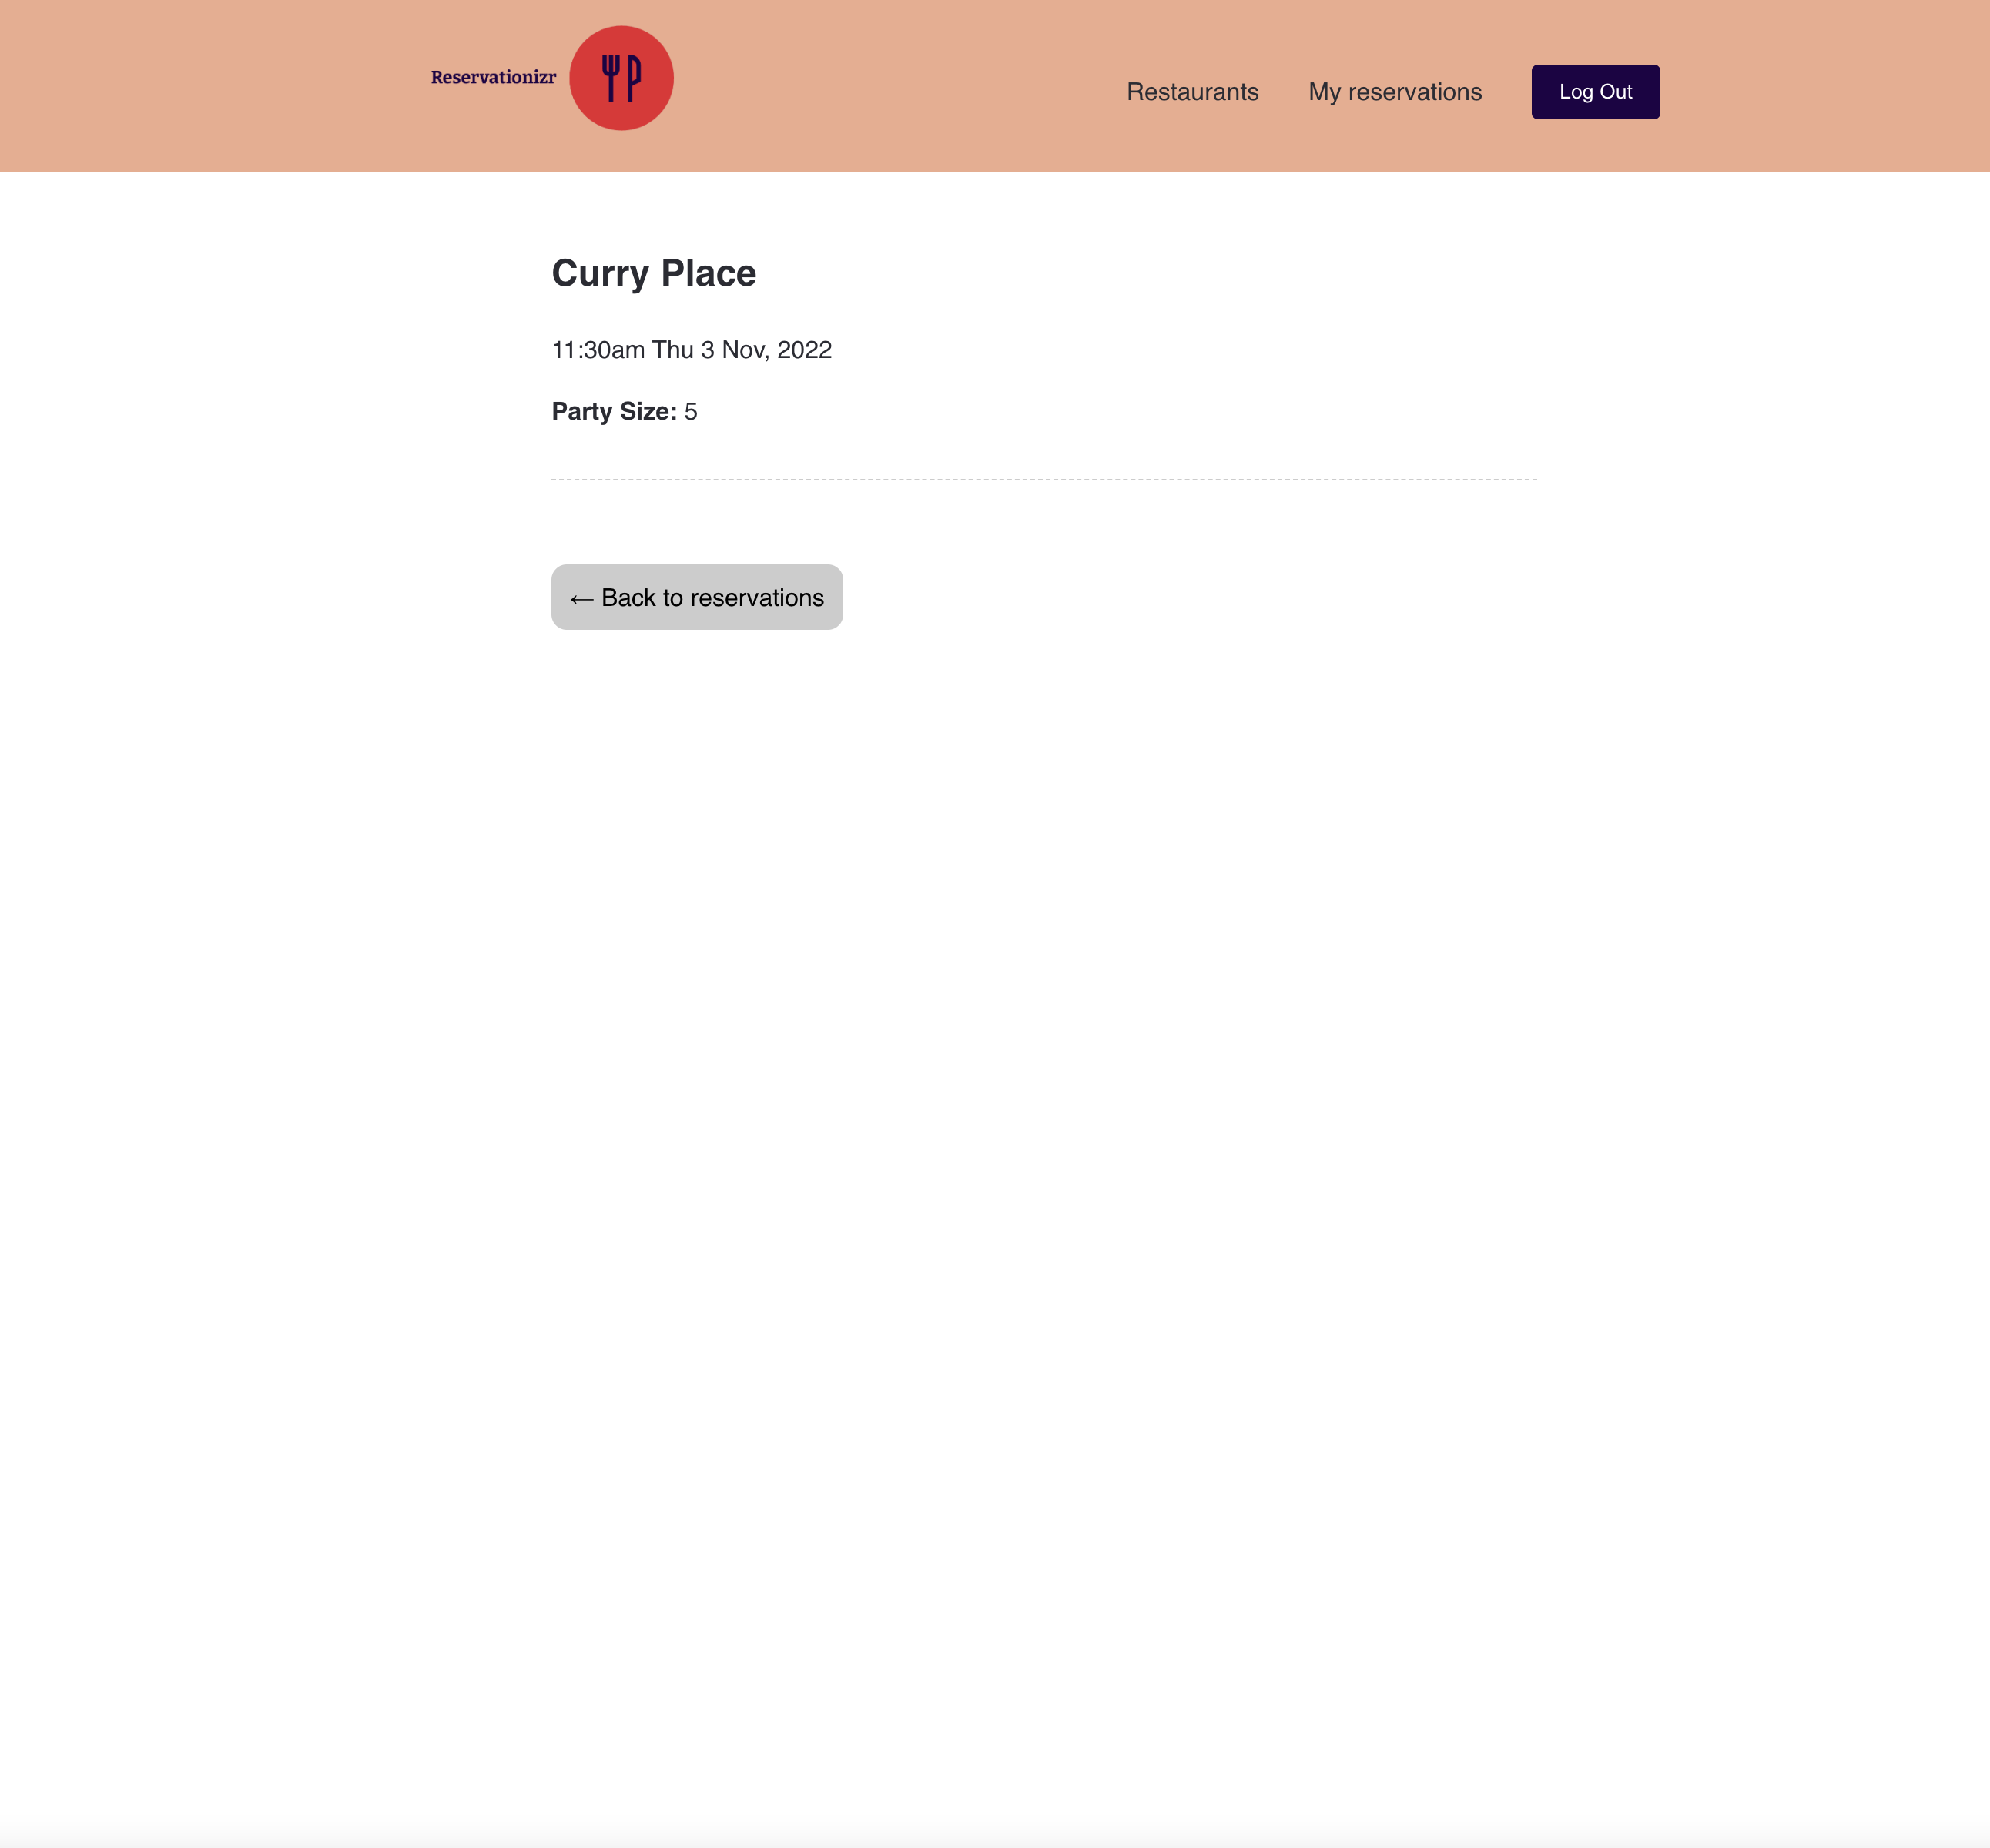 Reservationizr
Restaurants
My reservations
Log Out
Curry Place
11:30am Thu 3 Nov, 2022
Party Size: 5
← Back to reservations